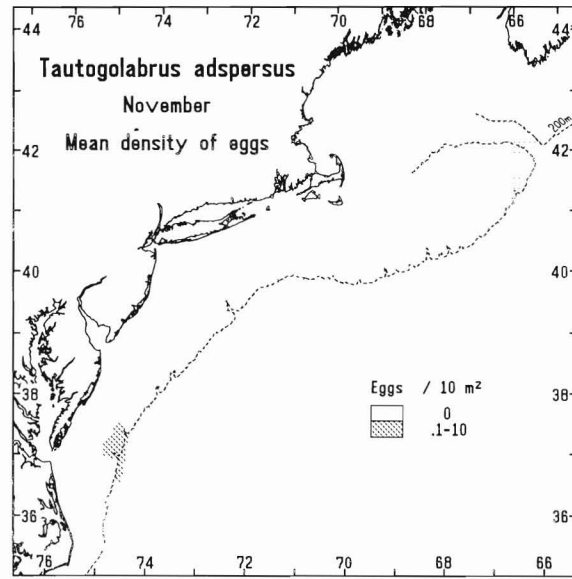 76 74 72 70 68 66
44 44
Tautogolabrus adspersus
November
Mean density of eggs
200m
42 42
40 40
38 38
Eggs / 10 m²
0
.1-10
36 36
76 74 72 70 68 66